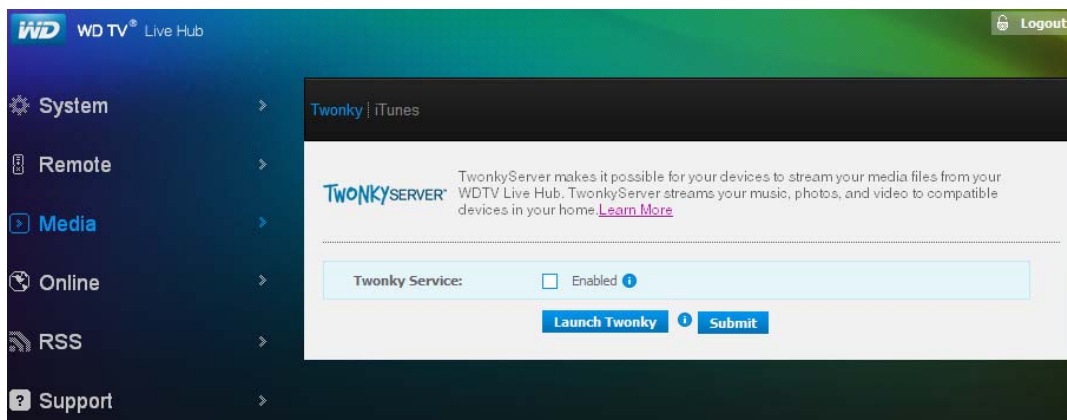 WD WD TV® Live Hub
Logout
System
Remote
Media
Online
RSS
Support
Twonky | iTunes
TWONKYSERVER™
TwonkyServer makes it possible for your devices to stream your media files from your
WDTV Live Hub. TwonkyServer streams your music, photos, and video to compatible
devices in your home.Learn More
Twonky Service: Enabled
Launch Twonky Submit